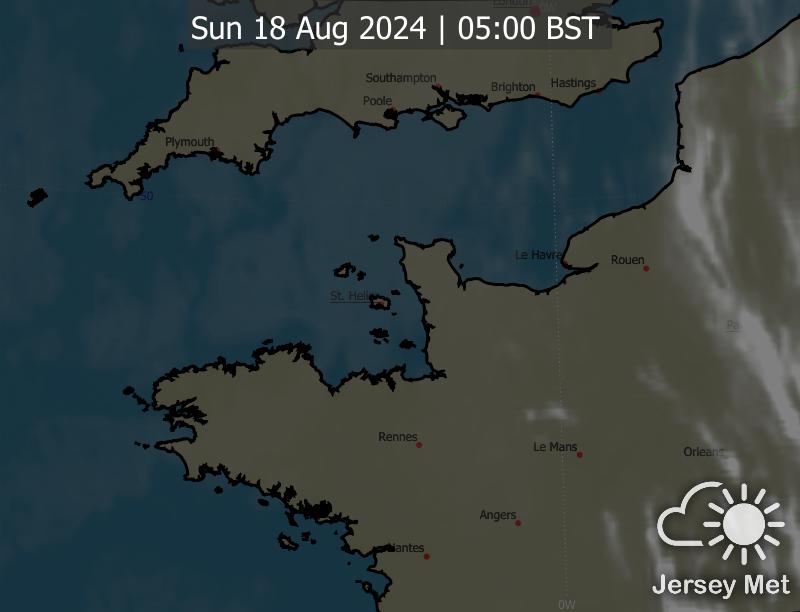 London
0W
Sun 18 Aug 2024 | 05:00 BST
Southampton
Brighton
Hastings
Poole
Plymouth
50
Le Havre
Rouen
St. Helier
Pa
Rennes
Le Mans
Orleans
Angers
Nantes
Jersey Met
0W